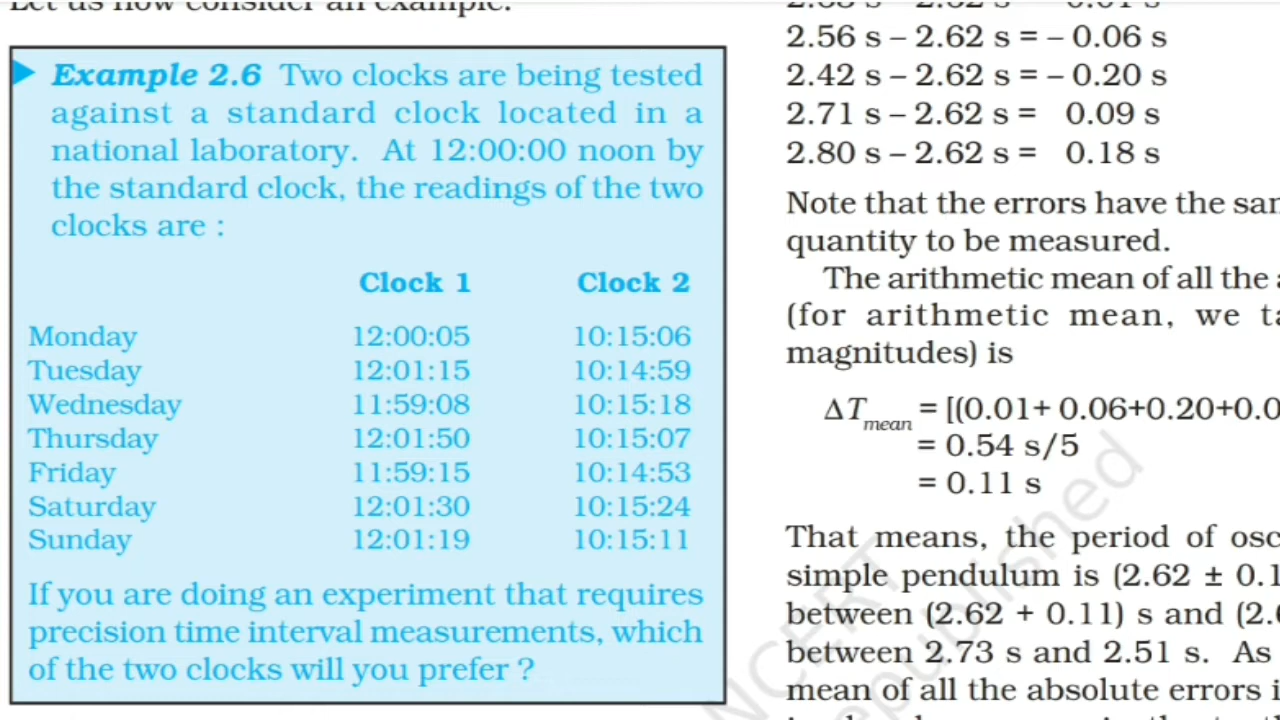 Let us now consider an example.
Example 2.6 Two clocks are being tested
against a standard clock located in a
national laboratory. At 12:00:00 noon by
the standard clock, the readings of the two
clocks are :
Clock 1 Clock 2
Monday 12:00:05 10:15:06
Tuesday 12:01:15 10:14:59
Wednesday 11:59:08 10:15:18
Thursday 12:01:50 10:15:07
Friday 11:59:15 10:14:53
Saturday 12:01:30 10:15:24
Sunday 12:01:19 10:15:11
If you are doing an experiment that requires
precision time interval measurements, which
of the two clocks will you prefer ?
2.56 s – 2.62 s = – 0.06 s
2.42 s – 2.62 s = – 0.20 s
2.71 s – 2.62 s = 0.09 s
2.80 s – 2.62 s = 0.18 s
Note that the errors have the
quantity to be measured.
The arithmetic mean of all the
(for arithmetic mean, we
magnitudes) is
ΔTmean = [(0.01+ 0.06+0.20+0.0
= 0.54 s/5
= 0.11 s
That means, the period of
simple pendulum is (2.62 ± 0.1
between (2.62 + 0.11) s and
between 2.73 s and 2.51 s. As
mean of all the absolute errors
NCERT